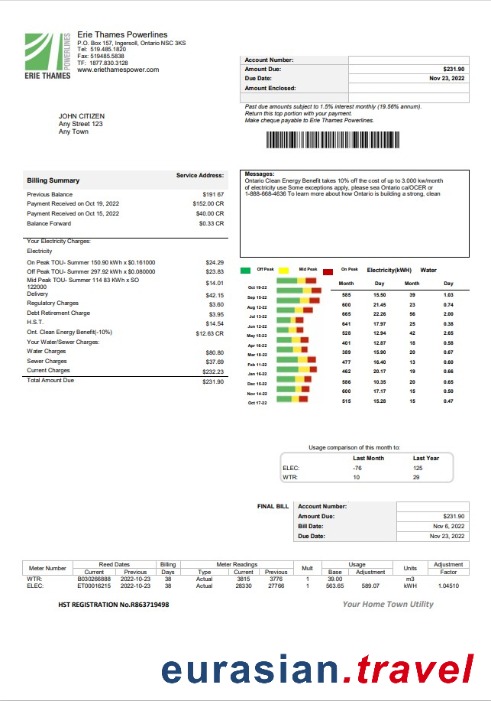 Erie Thames Powerlines
P.O. Box 157, Ingersoll, Ontario NSC 3KS
Tel: 519.485.1820
Fax: 519485.5838
TF: 1877.830.3128
www.eriethamespower.com
ERIE THAMES
POWERLINES
Account Number:
Amount Due: $231.90
Due Date: Nov 23, 2022
Amount Enclosed:
Past due amounts subject to 1.5% interest monthly (19.56% annum).
Return this top portion with your payment.
Make cheque payable to Erie Thames Powerlines.
JOHN CITIZEN
Any Street 123
Any Town
Billing Summary Service Address:
Previous Balance $191.67
Payment Received on Oct 19, 2022 $152.00 CR
Payment Received on Oct 15, 2022 $40.00 CR
Balance Forward $0.33 CR
Your Electricity Charges:
Electricity
On Peak TOU- Summer 150.90 kWh x $0.161000 $24.29
Off Peak TOU- Summer 297.92 kWh x $0.080000 $23.83
Mid Peak TOU- Summer 114 83 kWh x SO
122000 $14.01
Delivery $42.15
Regulatory Charges $3.60
Debt Retirement Charge $3.95
H.S.T. $14.54
Ont. Clean Energy Benefit(-10%) $12.63 CR
Your Water/Sewer Charges:
Water Charges $80.80
Sewer Charges $37.69
Current Charges $232.23
Total Amount Due $231.90
Messages:
Ontario Clean Energy Benefit takes 10% off the cost of up to 3.000 kw/month
of electricity use Some exceptions apply, please sea Ontario ca/OCER or
1-888-668-4636 To learn more about how Ontario is building a strong, clean
Off Peak Mid Peak On Peak Electricity(kWH) Water
Month Day Month Day
Oct 19-22 585 15.50 39 1.03
Sep 13-22 600 21.45 23 0.74
Aug 10-22 665 22.26 56 2.00
Jul 13-22 641 17.97 25 0.38
Jun 12-22 528 12.94 42 2.65
May 18-22 401 12.87 18 0.58
Apr 16-22 389 15.90 20 0.67
Mar 15-22 477 16.40 13 0.60
Feb 11-22 462 20.17 19 0.66
Jan 16-22 586 10.35 20 0.65
Dec 15-22 600 17.17 15 0.50
Nov 14-22 515 15.28 15 0.47
Oct 17-22
Usage comparison of this month to:
Last Month Last Year
ELEC: -76 125
WTR: 10 29
FINAL BILL
Account Number:
Amount Due: $231.90
Bill Date: Nov 6, 2022
Due Date: Nov 23, 2022
Meter Number Reed Dates Billing Meter Readings Mult Usage Units Adjustment
Current Previous Days Type Current Previous Base Adjustment Factor
WTR: B030288888 2022-10-23 38 Actual 3815 3776 1 39.00 m3
ELEC: ET00016215 2022-10-23 38 Actual 28330 27766 1 563.65 589.07 kWH 1.04510
HST REGISTRATION No.R863719498
Your Home Town Utility
eurasian.travel